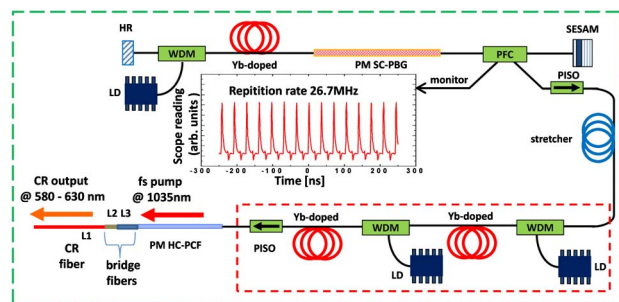 HR
WDM
Yb-doped
PM SC-PBG
PFC
SESAM
LD
monitor
PISO
Repitition rate 26.7MHz
Scope reading
(arb. units)
-300 -200 -100 0 100 200 300
Time [ns]
stretcher
CR output
@ 580 - 630 nm
fs pump
@ 1035nm
L2 L3
L1
CR
fiber
bridge
fibers
PM HC-PCF
PISO
Yb-doped
WDM
Yb-doped
WDM
LD
LD